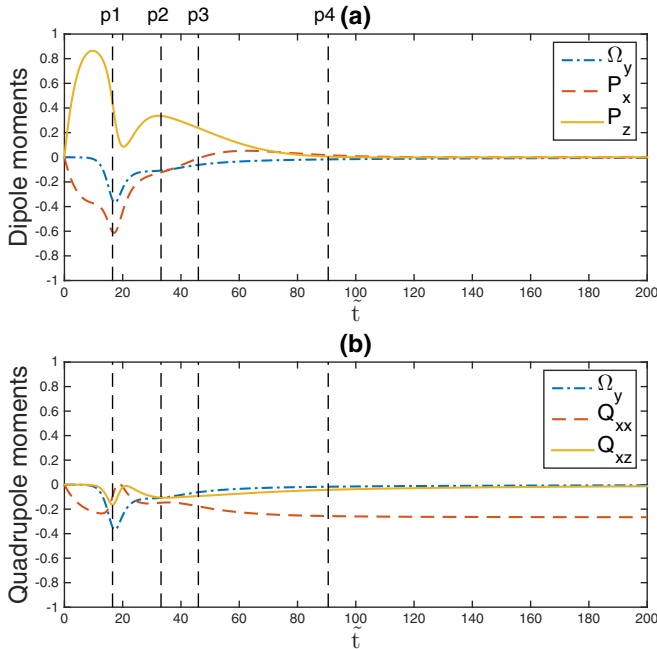 p1 p2 p3 (a) p4
Dipole moments
1
0.8
0.6
0.4
0.2
0
-0.2
-0.4
-0.6
-0.8
-1
Ω_y
P_x
P_z
0 20 40 60 80 100 120 140 160 180 200
t̃
(b)
Quadrupole moments
1
0.8
0.6
0.4
0.2
0
-0.2
-0.4
-0.6
-0.8
-1
Ω_y
Q_xx
Q_xz
0 20 40 60 80 100 120 140 160 180 200
t̃